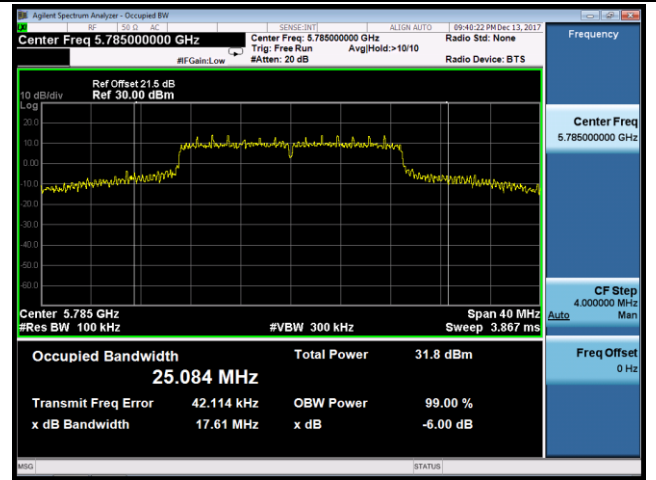 Agilent Spectrum Analyzer - Occupied BW
RF 50 Ω AC SENSE:INT ALIGN AUTO 09:40:22 PM Dec 13, 2017
Center Freq 5.785000000 GHz Center Freq: 5.785000000 GHz Radio Std: None
Trig: Free Run Avg|Hold:>10/10
#IFGain:Low #Atten: 20 dB Radio Device: BTS
Ref Offset 21.5 dB
10 dB/div Ref 30.00 dBm
Log
20.0
10.0
0.00
-10.0
-20.0
-30.0
-40.0
-50.0
-60.0
Center 5.785 GHz Span 40 MHz
#Res BW 100 kHz #VBW 300 kHz Sweep 3.867 ms
Occupied Bandwidth Total Power 31.8 dBm
25.084 MHz
Transmit Freq Error 42.114 kHz OBW Power 99.00 %
x dB Bandwidth 17.61 MHz x dB -6.00 dB
MSG STATUS
Frequency
Center Freq
5.785000000 GHz
CF Step
4.000000 MHz
Auto Man
Freq Offset
0 Hz